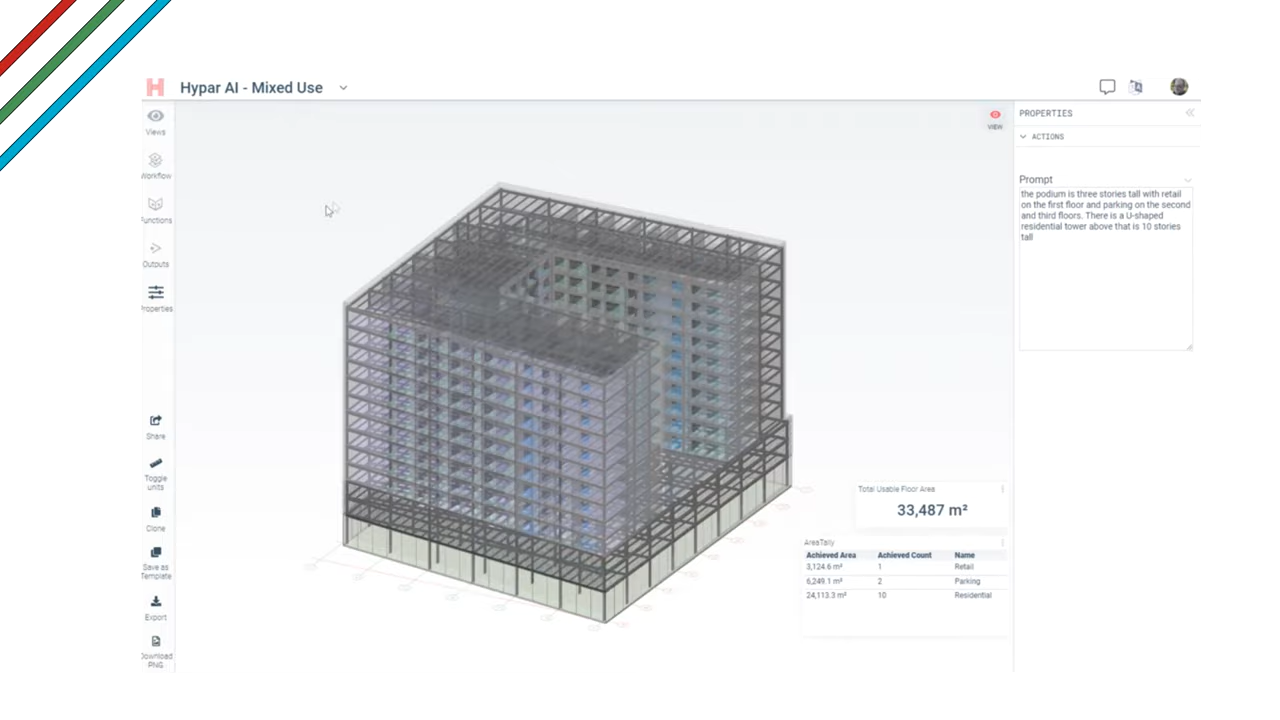 Hypar AI - Mixed Use
Views
Workflow
Functions
Outputs
Properties
Share
Toggle
units
Clone
Save as
Template
Export
Download
PNG
VIEW
PROPERTIES
ACTIONS
Prompt
the podium is three stories tall with retail
on the first floor and parking on the second
and third floors. There is a U-shaped
residential tower above that is 10 stories
tall
Total Usable Floor Area
33,487 m²
AreaTally
Achieved Area Achieved Count Name
3,124.6 m² 1 Retail
6,249.1 m² 2 Parking
24,113.3 m² 10 Residential